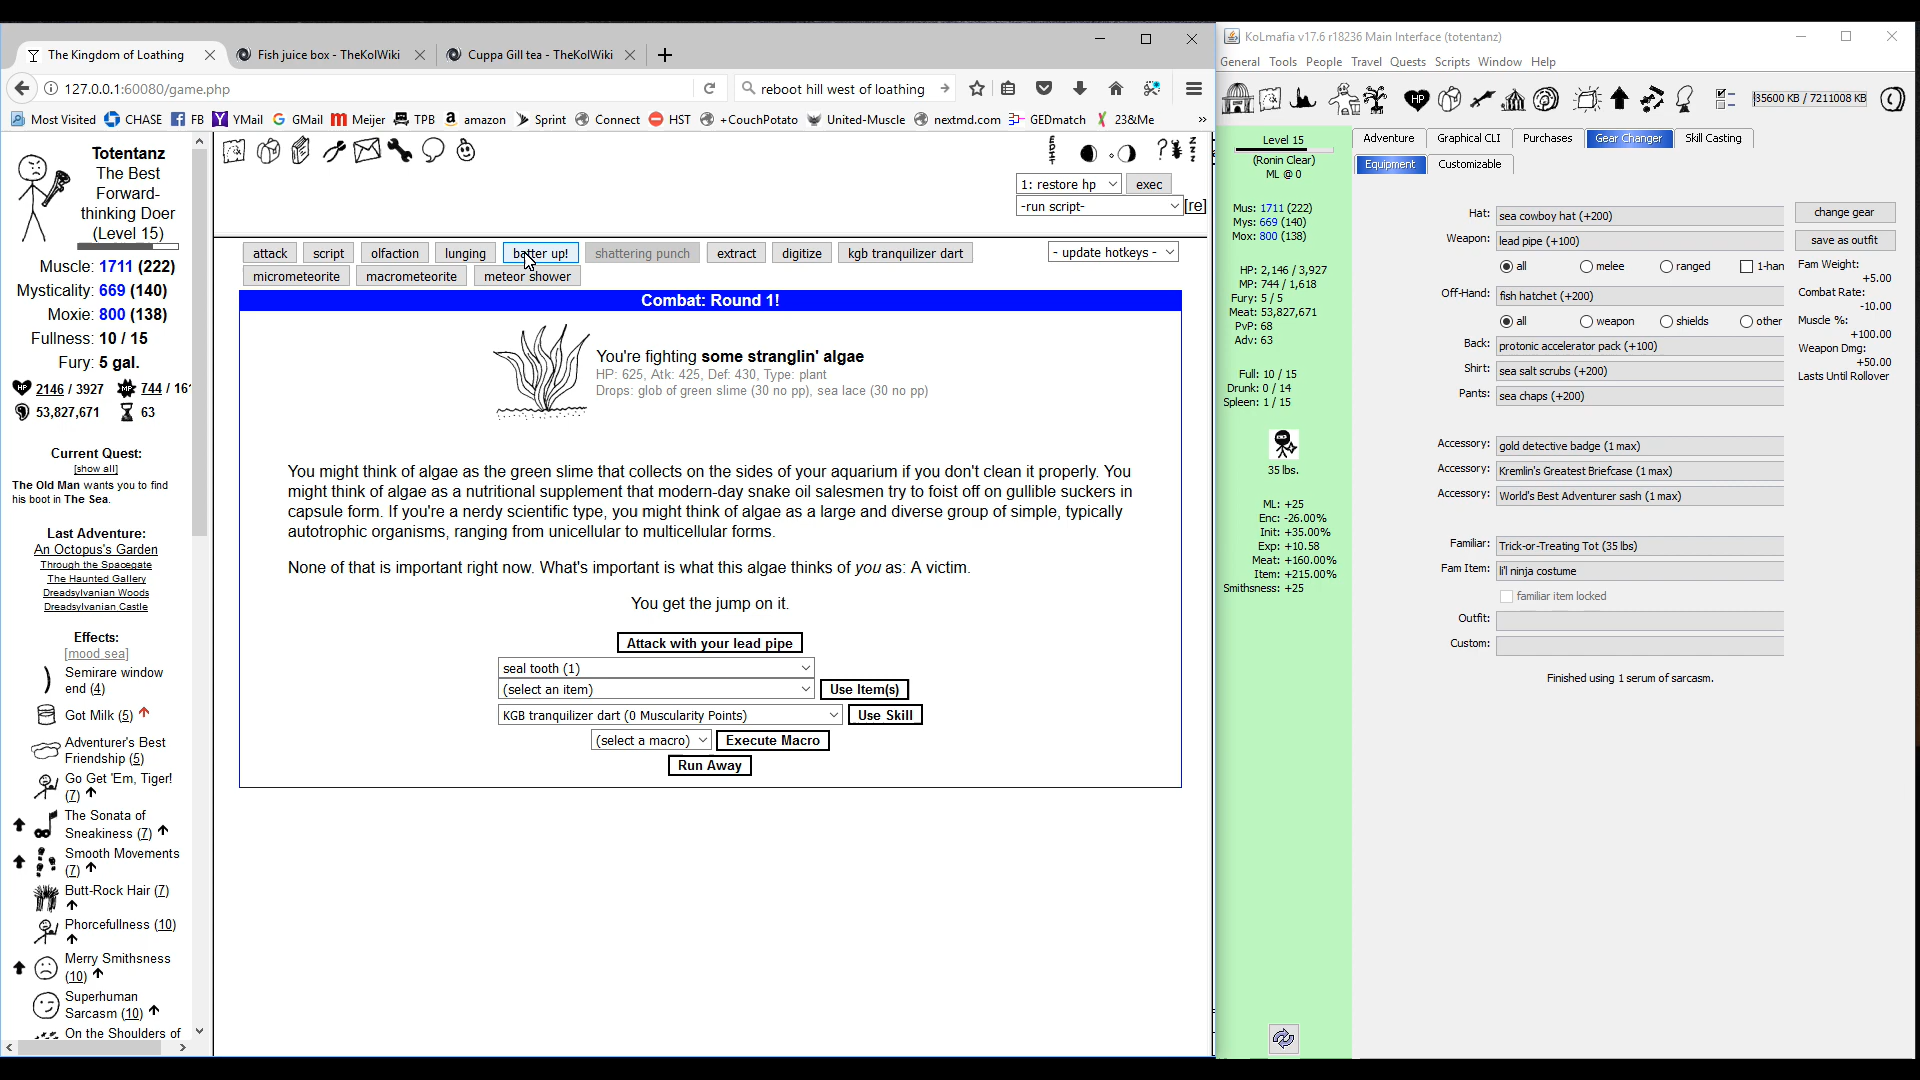 The Kingdom of Loathing
Fish juice box - TheKolWiki
Cuppa Gill tea - TheKolWiki
127.0.0.1:60080/game.php
reboot hill west of loathing
Most Visited
CHASE
FB
YMail
GMail
Meijer
TPB
amazon
Sprint
Connect
HST
+CouchPotato
United-Muscle
nextmd.com
GEDmatch
23&Me
Totentanz
The Best
Forward-
thinking Doer
(Level 15)
Muscle: 1711 (222)
Mysticality: 669 (140)
Moxie: 800 (138)
Fullness: 10 / 15
Fury: 5 gal.
HP 2146 / 3927
MP 744 / 16
53,827,671
63
Current Quest:
[show all]
The Old Man wants you to find
his boot in The Sea.
Last Adventure:
An Octopus's Garden
Through the Spacegate
The Haunted Gallery
Dreadsylvanian Woods
Dreadsylvanian Castle
Effects:
[mood sea]
Semirare window
end (4)
Got Milk (5)
Adventurer's Best
Friendship (5)
Go Get 'Em, Tiger!
(7)
The Sonata of
Sneakiness (7)
Smooth Movements
(7)
Butt-Rock Hair (7)
Phorcefullness (10)
Merry Smithsness
(10)
Superhuman
Sarcasm (10)
On the Shoulders of
1: restore hp
exec
-run script-
[re]
attack
script
olfaction
lunging
batter up!
shattering punch
extract
digitize
kgb tranquilizer dart
- update hotkeys -
micrometeorite
macrometeorite
meteor shower
Combat: Round 1!
You're fighting some stranglin' algae
HP: 625, Atk: 425, Def: 430, Type: plant
Drops: glob of green slime (30 no pp), sea lace (30 no pp)
You might think of algae as the green slime that collects on the sides of your aquarium if you don't clean it properly. You
might think of algae as a nutritional supplement that modern-day snake oil salesmen try to foist off on gullible suckers in
capsule form. If you're a nerdy scientific type, you might think of algae as a large and diverse group of simple, typically
autotrophic organisms, ranging from unicellular to multicellular forms.
None of that is important right now. What's important is what this algae thinks of you as: A victim.
You get the jump on it.
Attack with your lead pipe
seal tooth (1)
(select an item)
Use Item(s)
KGB tranquilizer dart (0 Muscularity Points)
Use Skill
(select a macro)
Execute Macro
Run Away
KoLmafia v17.6 r18236 Main Interface (totentanz)
General Tools People Travel Quests Scripts Window Help
35600 KB / 7211008 KB
Level 15
(Ronin Clear)
ML @ 0
Mus: 1711 (222)
Mys: 669 (140)
Mox: 800 (138)
HP: 2,146 / 3,927
MP: 744 / 1,618
Fury: 5 / 5
Meat: 53,827,671
PvP: 68
Adv: 63
Full: 10 / 15
Drunk: 0 / 14
Spleen: 1 / 15
35 lbs.
ML: +25
Enc: -26.00%
Init: +35.00%
Exp: +10.58
Meat: +160.00%
Item: +215.00%
Smithsness: +25
Adventure
Graphical CLI
Purchases
Gear Changer
Skill Casting
Equipment
Customizable
Hat: sea cowboy hat (+200)
Weapon: lead pipe (+100)
all melee ranged 1-han
Off-Hand: fish hatchet (+200)
all weapon shields other
Back: protonic accelerator pack (+100)
Shirt: sea salt scrubs (+200)
Pants: sea chaps (+200)
Accessory: gold detective badge (1 max)
Accessory: Kremlin's Greatest Briefcase (1 max)
Accessory: World's Best Adventurer sash (1 max)
Familiar: Trick-or-Treating Tot (35 lbs)
Fam Item: li'l ninja costume
familiar item locked
Outfit:
Custom:
Finished using 1 serum of sarcasm.
change gear
save as outfit
Fam Weight:
+5.00
Combat Rate:
-10.00
Muscle %:
+100.00
Weapon Dmg:
+50.00
Lasts Until Rollover